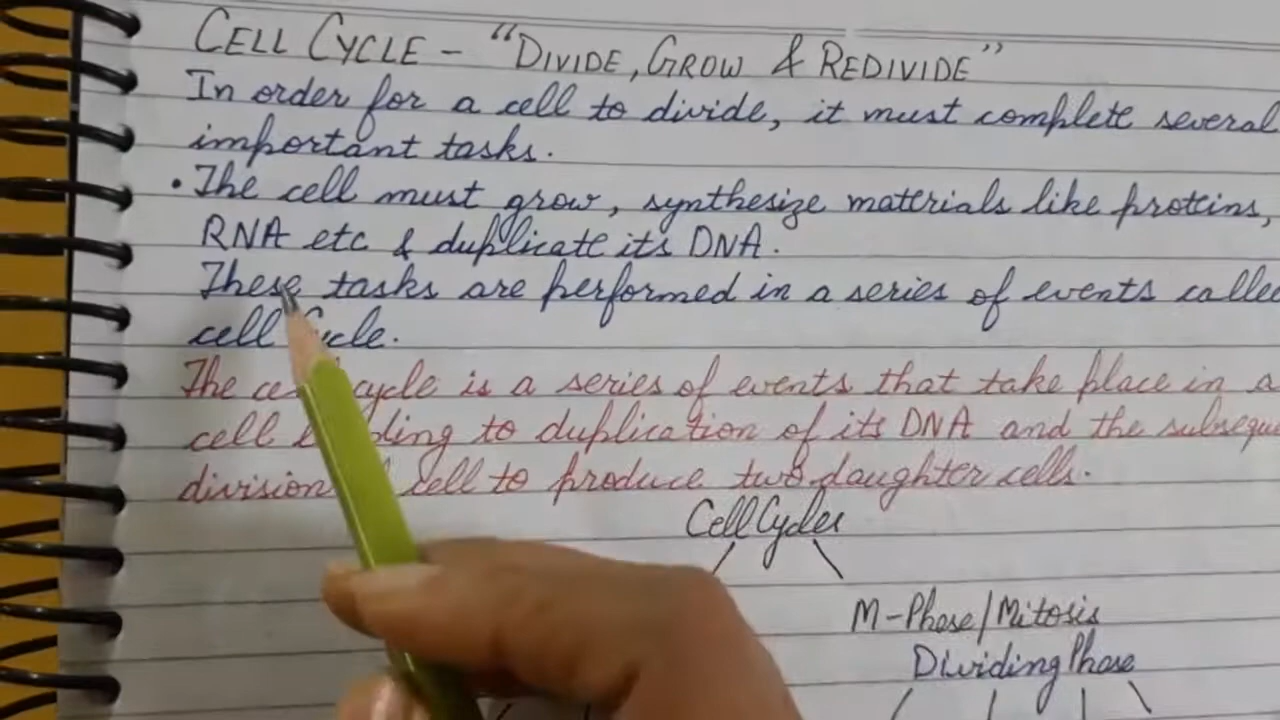 CELL CYCLE - "DIVIDE, GROW & REDIVIDE"
In order for a cell to divide, it must complete several
important tasks.
• The cell must grow, synthesize materials like proteins,
RNA etc & duplicate its DNA.
These tasks are performed in a series of events
cell Cycle.
The cycle is a series of events that take place in a
cell to duplication of its DNA and the
division cell to produce two daughter cells.
Cell Cycle
M-Phase/Mitosis
Dividing Phase